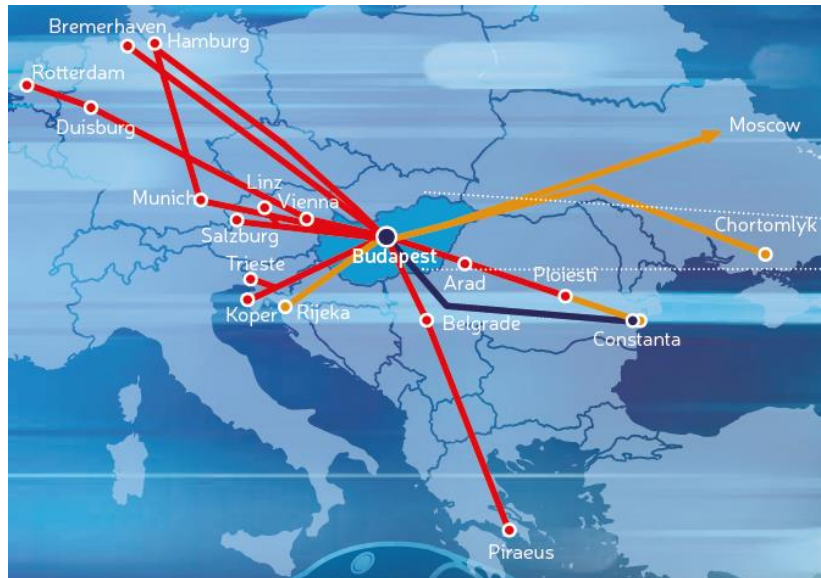 Bremerhaven
Hamburg
Rotterdam
Duisburg
Moscow
Munich
Linz
Vienna
Salzburg
Chortomlyk
Budapest
Trieste
Arad
Ploiesti
Koper
Rijeka
Belgrade
Constanta
Piraeus